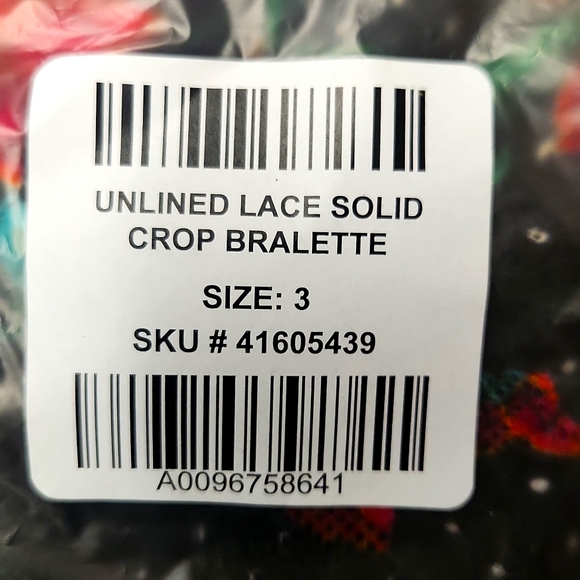 UNLINED LACE SOLID
CROP BRALETTE
SIZE: 3
SKU # 41605439
A0096758641